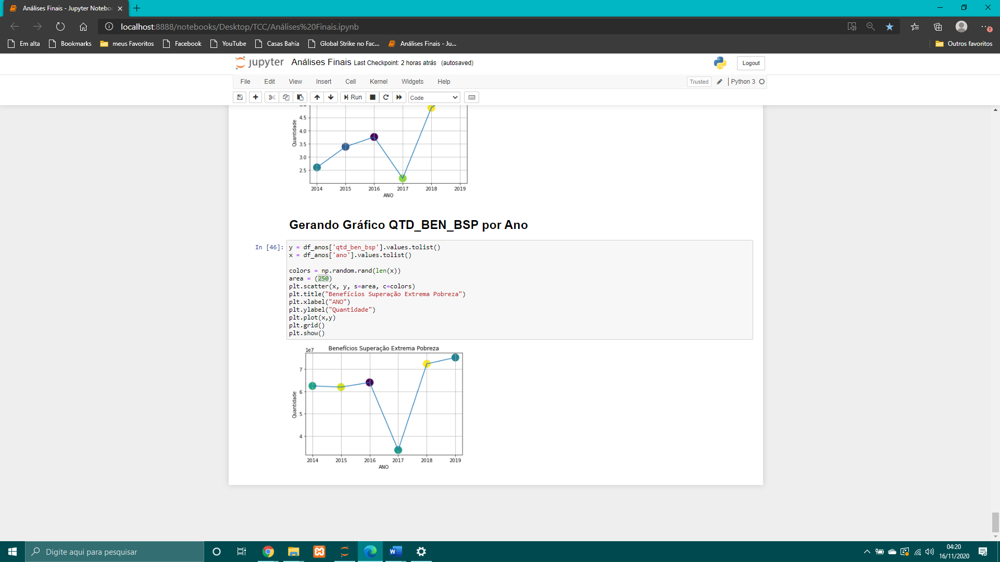 Análises Finais - Jupyter Notebo
localhost:8888/notebooks/Desktop/TCC/Análises%20Finais.ipynb
Em alta
Bookmarks
meus Favoritos
Facebook
YouTube
Casas Bahia
Global Strike no Fac...
Análises Finais - Ju...
Outros favoritos
jupyter
Análises Finais Last Checkpoint: 2 horas atrás (autosaved)
Logout
File Edit View Insert Cell Kernel Widgets Help
Trusted
Python 3
Run
Code
4.5
4.0
3.5
3.0
2.5
Quantidade
2014 2015 2016 2017 2018 2019
ANO
Gerando Gráfico QTD_BEN_BSP por Ano
In [46]:
y = df_anos['qtd_ben_bsp'].values.tolist()
x = df_anos['ano'].values.tolist()
colors = np.random.rand(len(x))
area = (250)
plt.scatter(x, y, s=area, c=colors)
plt.title("Benefícios Superação Extrema Pobreza")
plt.xlabel("ANO")
plt.ylabel("Quantidade")
plt.plot(x,y)
plt.grid()
plt.show()
1e7
Benefícios Superação Extrema Pobreza
7
6
5
4
Quantidade
2014 2015 2016 2017 2018 2019
ANO
Digite aqui para pesquisar
04:20
16/11/2020